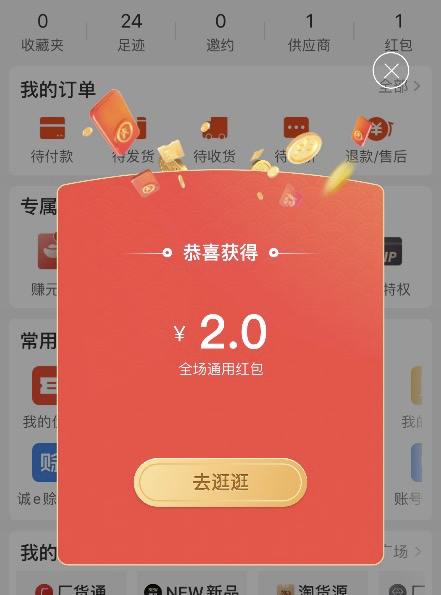 0 24 0 1 1
收藏夹 足迹 邀约 供应商 红包
我的订单 全部
待付款 待发货 待收货 退款/售后
专属
恭喜获得
赚元 IP 特权
¥ 2.0
常用
全场通用红包
我的 我的
去逛逛
诚e赊 账号
我的 广场
厂货通 NEW新品 淘货源 厂